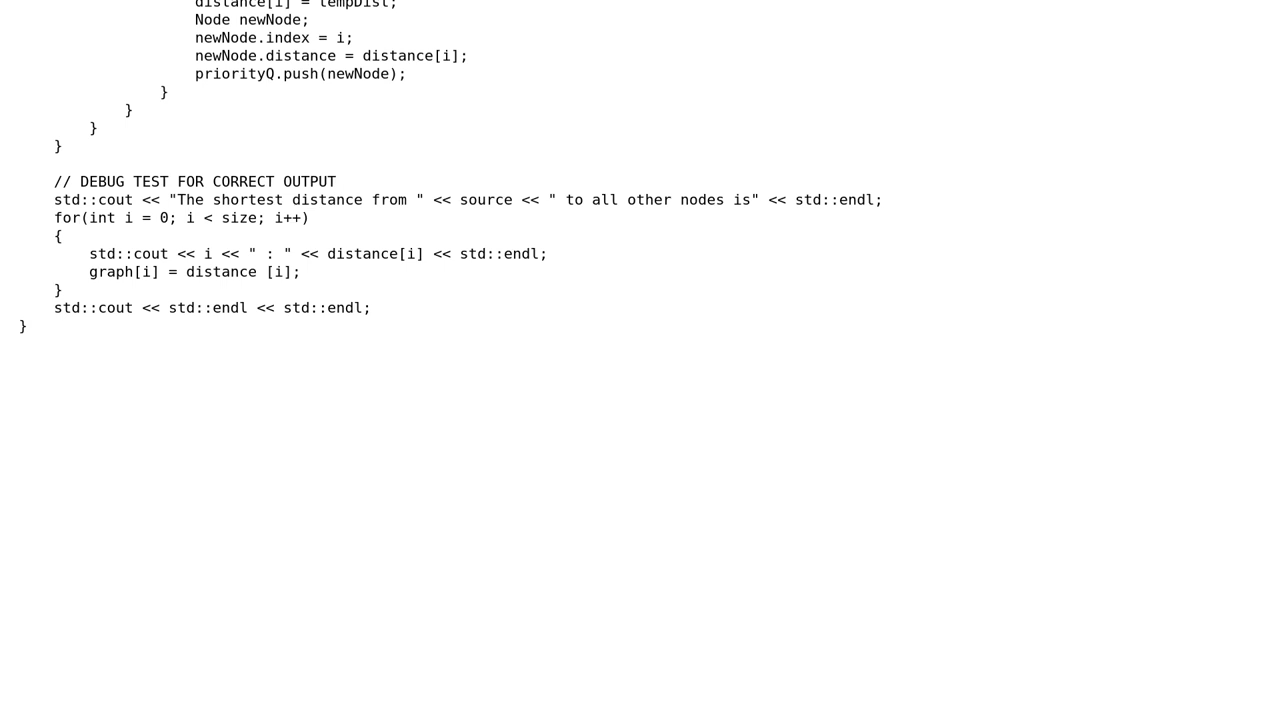 distance[i] = tempDist;
                    Node newNode;
                    newNode.index = i;
                    newNode.distance = distance[i];
                    priorityQ.push(newNode);
                }
            }
        }
    }

    // DEBUG TEST FOR CORRECT OUTPUT
    std::cout << "The shortest distance from " << source << " to all other nodes is" << std::endl;
    for(int i = 0; i < size; i++)
    {
        std::cout << i << " : " << distance[i] << std::endl;
        graph[i] = distance [i];
    }
    std::cout << std::endl << std::endl;
}